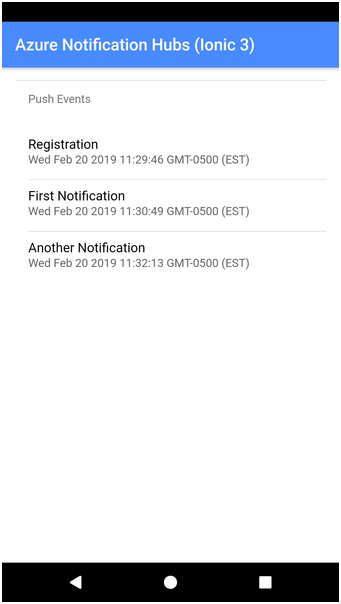 Azure Notification Hubs (Ionic 3)
Push Events
Registration
Wed Feb 20 2019 11:29:46 GMT-0500 (EST)
First Notification
Wed Feb 20 2019 11:30:49 GMT-0500 (EST)
Another Notification
Wed Feb 20 2019 11:32:13 GMT-0500 (EST)